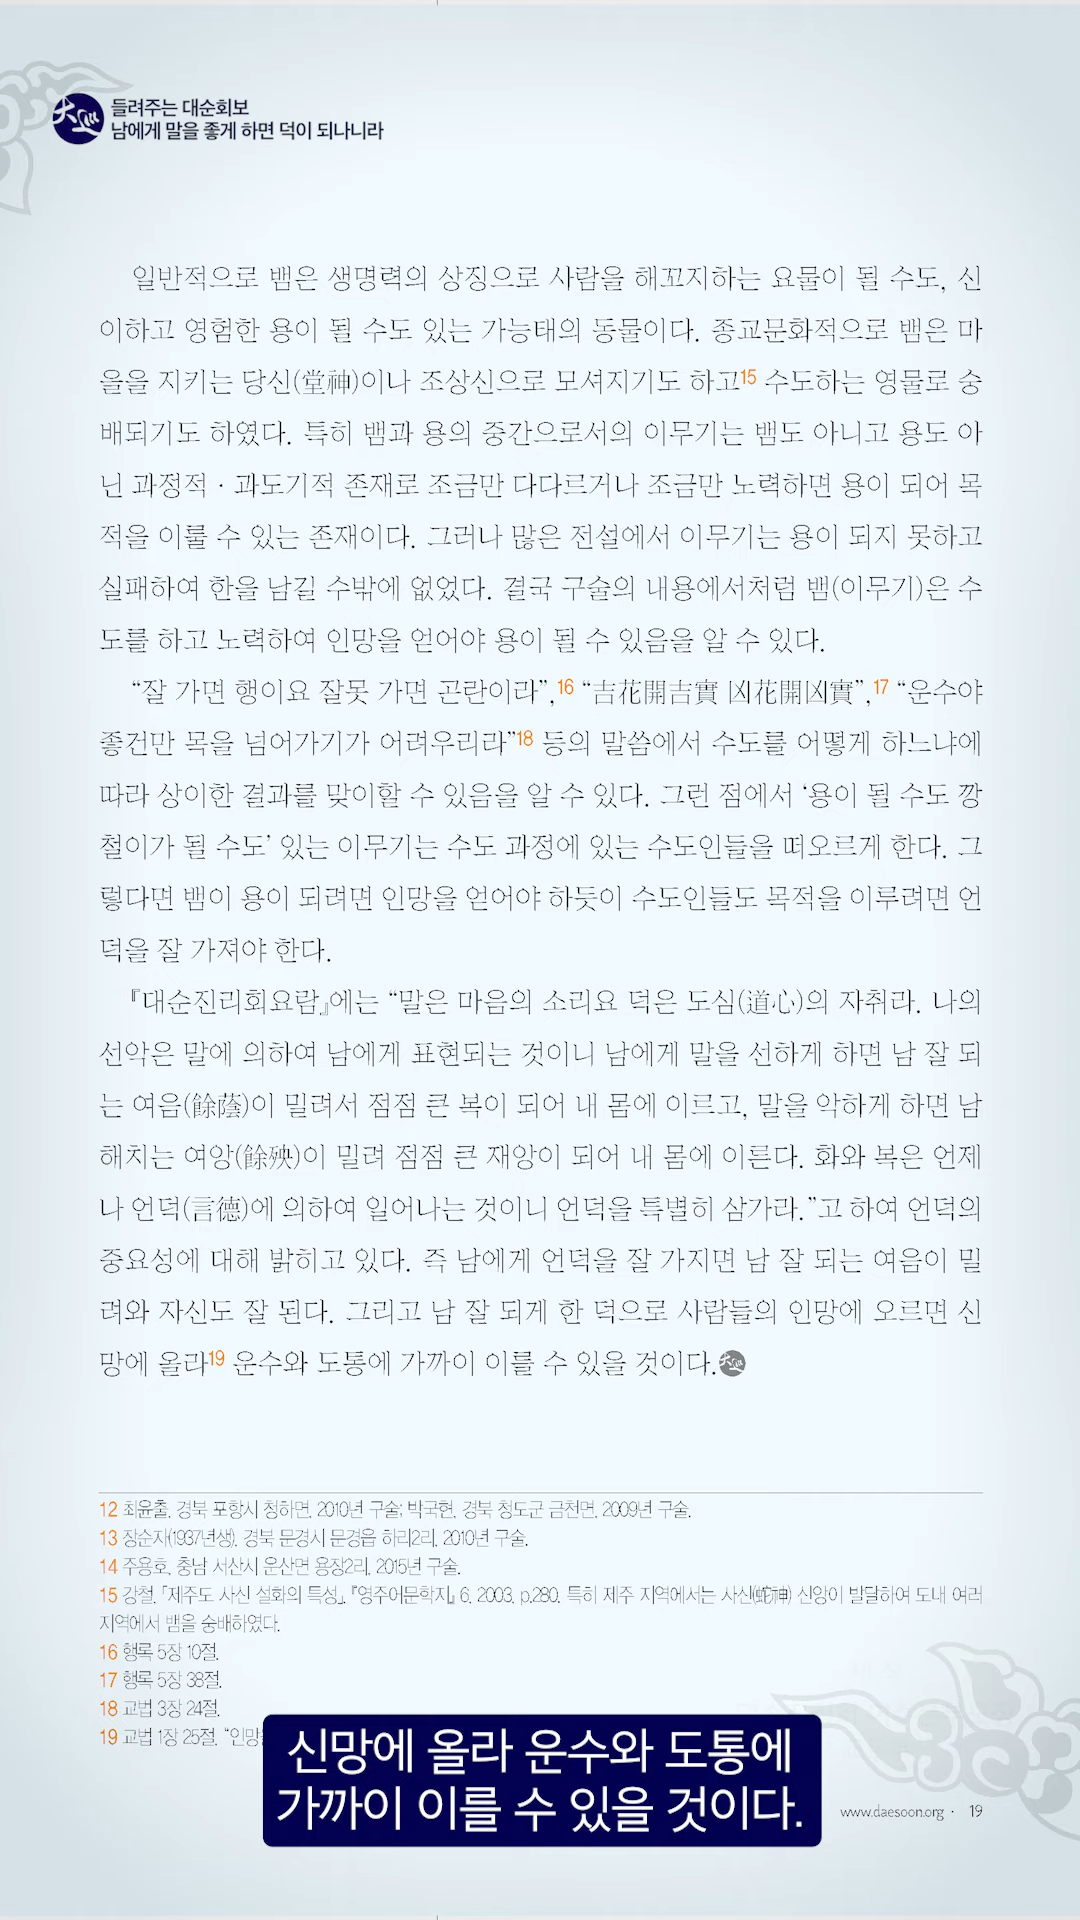 들려주는 대순회보
남에게 말을 좋게 하면 덕이 되나니라
일반적으로 뱀은 생명력의 상징으로 사람을 해꼬지하는 요물이 될 수도, 신
이하고 영험한 용이 될 수도 있는 가능태의 동물이다. 종교문화적으로 뱀은 마
을을 지키는 당신(堂神)이나 조상신으로 모셔지기도 하고15 수도하는 영물로 숭
배되기도 하였다. 특히 뱀과 용의 중간으로서의 이무기는 뱀도 아니고 용도 아
닌 과정적 · 과도기적 존재로 조금만 다다르거나 조금만 노력하면 용이 되어 목
적을 이룰 수 있는 존재이다. 그러나 많은 전설에서 이무기는 용이 되지 못하고
실패하여 한을 남길 수밖에 없었다. 결국 구술의 내용에서처럼 뱀(이무기)은 수
도를 하고 노력하여 인망을 얻어야 용이 될 수 있음을 알 수 있다.
“잘 가면 행이요 잘못 가면 곤란이라”,16 “吉花開吉實 凶花開凶實”,17 “운수야
좋건만 목을 넘어가기가 어려우리라”18 등의 말씀에서 수도를 어떻게 하느냐에
따라 상이한 결과를 맞이할 수 있음을 알 수 있다. 그런 점에서 ‘용이 될 수도 깡
철이가 될 수도’ 있는 이무기는 수도 과정에 있는 수도인들을 떠오르게 한다. 그
렇다면 뱀이 용이 되려면 인망을 얻어야 하듯이 수도인들도 목적을 이루려면 언
덕을 잘 가져야 한다.
『대순진리회요람』에는 “말은 마음의 소리요 덕은 도심(道心)의 자취라. 나의
선악은 말에 의하여 남에게 표현되는 것이니 남에게 말을 선하게 하면 남 잘 되
는 여음(餘蔭)이 밀려서 점점 큰 복이 되어 내 몸에 이르고, 말을 악하게 하면 남
해치는 여앙(餘殃)이 밀려 점점 큰 재앙이 되어 내 몸에 이른다. 화와 복은 언제
나 언덕(言德)에 의하여 일어나는 것이니 언덕을 특별히 삼가라.”고 하여 언덕의
중요성에 대해 밝히고 있다. 즉 남에게 언덕을 잘 가지면 남 잘 되는 여음이 밀
려와 자신도 잘 된다. 그리고 남 잘 되게 한 덕으로 사람들의 인망에 오르면 신
망에 올라19 운수와 도통에 가까이 이를 수 있을 것이다.
12 최윤출, 경북 포항시 청하면, 2010년 구술; 박국현, 경북 청도군 금천면, 2009년 구술.
13 장순자(1937년생), 경북 문경시 문경읍 하리2리, 2010년 구술.
14 주용호, 충남 서산시 운산면 용장2리, 2015년 구술.
15 강철, 「제주도 사신 설화의 특성」, 『영주어문학지』 6, 2003, p.280. 특히 제주 지역에서는 사신(蛇神) 신앙이 발달하여 도내 여러
지역에서 뱀을 숭배하였다.
16 행록 5장 10절.
17 행록 5장 38절.
18 교법 3장 24절.
19 교법 1장 25절. “인망
신망에 올라 운수와 도통에
가까이 이를 수 있을 것이다.
www.daesoon.org · 19